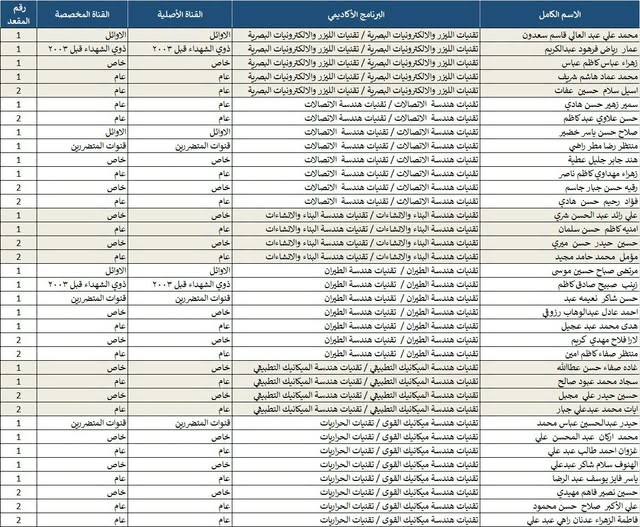 الاسم الكامل البرنامج الأكاديمي القناة الأصلية القناة المخصصة رقم المقعد
محمد علي عبد العالي قاسم سعدون تقنيات الليزر والالكترونيات البصرية / تقنيات الليزر والالكترونيات البصرية الاوائل الاوائل 1
عمار رياض فرهود عبدالكريم تقنيات الليزر والالكترونيات البصرية / تقنيات الليزر والالكترونيات البصرية ذوي الشهداء قبل ٢٠٠٣ ذوي الشهداء قبل ٢٠٠٣ 1
زهراء عباس كاظم عباس تقنيات الليزر والالكترونيات البصرية / تقنيات الليزر والالكترونيات البصرية خاص خاص 1
محمد عماد هاشم شريف تقنيات الليزر والالكترونيات البصرية / تقنيات الليزر والالكترونيات البصرية عام عام 1
اسيل سلام حسين عفات تقنيات الليزر والالكترونيات البصرية / تقنيات الليزر والالكترونيات البصرية عام عام 2
سمير زهير حسن هادي تقنيات هندسة الاتصالات / تقنيات هندسة الاتصالات عام عام 1
حسن علاوي عبد كاظم تقنيات هندسة الاتصالات / تقنيات هندسة الاتصالات عام عام 2
صلاح حسن ياسر خضير تقنيات هندسة الاتصالات / تقنيات هندسة الاتصالات الاوائل الاوائل 1
منتظر رضا مطر راضي تقنيات هندسة الاتصالات / تقنيات هندسة الاتصالات قنوات المتضررين قنوات المتضررين 1
هند جابر جليل عطية تقنيات هندسة الاتصالات / تقنيات هندسة الاتصالات خاص خاص 1
زهراء مهداوي كاظم ناصر تقنيات هندسة الاتصالات / تقنيات هندسة الاتصالات عام عام 1
رقيه حسن جبار جاسم تقنيات هندسة الاتصالات / تقنيات هندسة الاتصالات خاص خاص 2
فؤاد رحيم حسن هادي تقنيات هندسة الاتصالات / تقنيات هندسة الاتصالات عام عام 2
علي رائد عبد الحسن شري تقنيات هندسة البناء والانشاءات / تقنيات هندسة البناء والانشاءات خاص خاص 1
امنيه كاظم حسن سلمان تقنيات هندسة البناء والانشاءات / تقنيات هندسة البناء والانشاءات عام عام 1
حسين حيدر حسن ميري تقنيات هندسة البناء والانشاءات / تقنيات هندسة البناء والانشاءات خاص خاص 2
مؤمل محمد حامد مجيد تقنيات هندسة البناء والانشاءات / تقنيات هندسة البناء والانشاءات عام عام 2
مرتضى صباح حسين موسى تقنيات هندسة الطيران / تقنيات هندسة الطيران الاوائل الاوائل 1
زينب صبيح صادق كاظم تقنيات هندسة الطيران / تقنيات هندسة الطيران ذوي الشهداء قبل ٢٠٠٣ ذوي الشهداء قبل ٢٠٠٣ 1
حسن شاكر نعيمه عبد تقنيات هندسة الطيران / تقنيات هندسة الطيران قنوات المتضررين قنوات المتضررين 1
احمد عادل عبدالوهاب رزوقي تقنيات هندسة الطيران / تقنيات هندسة الطيران خاص خاص 1
هدى محمد عبد عجيل تقنيات هندسة الطيران / تقنيات هندسة الطيران عام عام 1
لارا فلاح مهدي كريم تقنيات هندسة الطيران / تقنيات هندسة الطيران خاص خاص 2
منتظر صفاء كاظم امين تقنيات هندسة الطيران / تقنيات هندسة الطيران عام عام 2
غاده صفاء حسن عطاالله تقنيات هندسة الميكانيك التطبيقي / تقنيات هندسة الميكانيك التطبيقي خاص خاص 1
سجاد محمد عبود صالح تقنيات هندسة الميكانيك التطبيقي / تقنيات هندسة الميكانيك التطبيقي عام عام 1
حسين حيدر علي مجبل تقنيات هندسة الميكانيك التطبيقي / تقنيات هندسة الميكانيك التطبيقي خاص خاص 2
ايات محمد عبدعلي جبار تقنيات هندسة الميكانيك التطبيقي / تقنيات هندسة الميكانيك التطبيقي عام عام 2
حيدر عبدالحسين عباس محمد تقنيات هندسة ميكانيك القوى / تقنيات الحراريات قنوات المتضررين قنوات المتضررين 1
محمد اركان عبد المحسن علي تقنيات هندسة ميكانيك القوى / تقنيات الحراريات خاص خاص 1
غزوان احمد طالب عبد علي تقنيات هندسة ميكانيك القوى / تقنيات الحراريات عام عام 1
الهنوف سلام شاكر عبدعلي تقنيات هندسة ميكانيك القوى / تقنيات الحراريات خاص خاص 1
ياسر فايز يوسف عبد الرضا تقنيات هندسة ميكانيك القوى / تقنيات الحراريات عام عام 1
حسين نصير فاهم مهيدي تقنيات هندسة ميكانيك القوى / تقنيات الحراريات خاص خاص 2
علي الأكبر صلاح حسن محمود تقنيات هندسة ميكانيك القوى / تقنيات الحراريات عام عام 2
فاطمة الزهراء عدنان زاهي عبد علي تقنيات هندسة ميكانيك القوى / تقنيات الحراريات عام عام 2